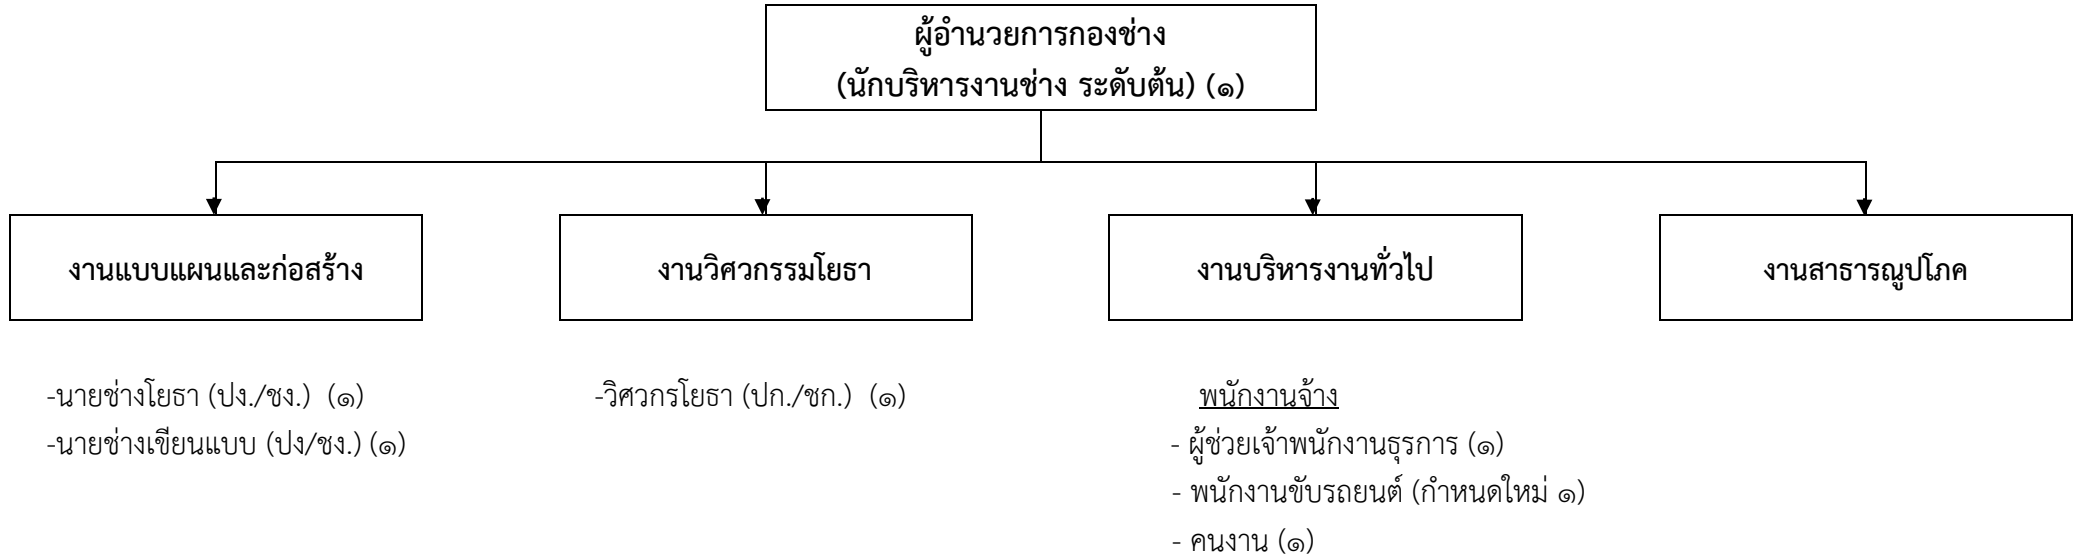 ผู้อำนวยการกองช่าง
(นักบริหารงานช่าง ระดับต้น) (๑)
งานแบบแผนและก่อสร้าง
งานวิศวกรรมโยธา
งานบริหารงานทั่วไป
งานสาธารณูปโภค
-นายช่างโยธา (ปง./ชง.) (๑)
-นายช่างเขียนแบบ (ปง/ชง.) (๑)
-วิศวกรโยธา (ปก./ชก.) (๑)
พนักงานจ้าง
- ผู้ช่วยเจ้าพนักงานธุรการ (๑)
- พนักงานขับรถยนต์ (กำหนดใหม่ ๑)
- คนงาน (๑)